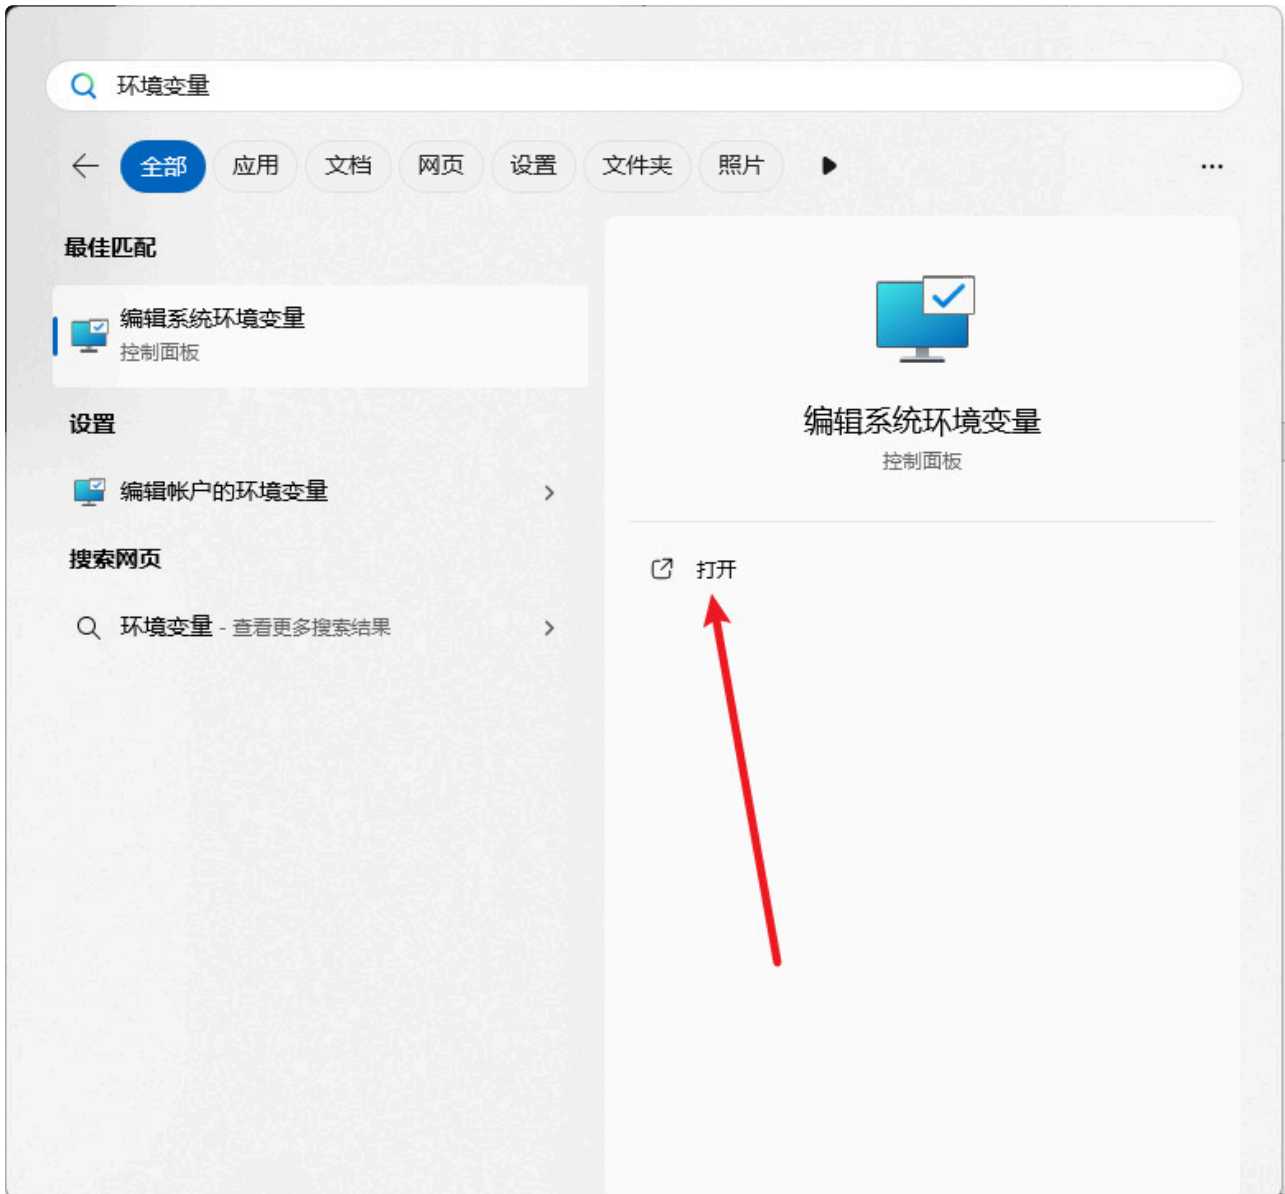 环境变量
全部 应用 文档 网页 设置 文件夹 照片
最佳匹配
编辑系统环境变量
控制面板
设置
编辑帐户的环境变量
搜索网页
环境变量 - 查看更多搜索结果
编辑系统环境变量
控制面板
打开